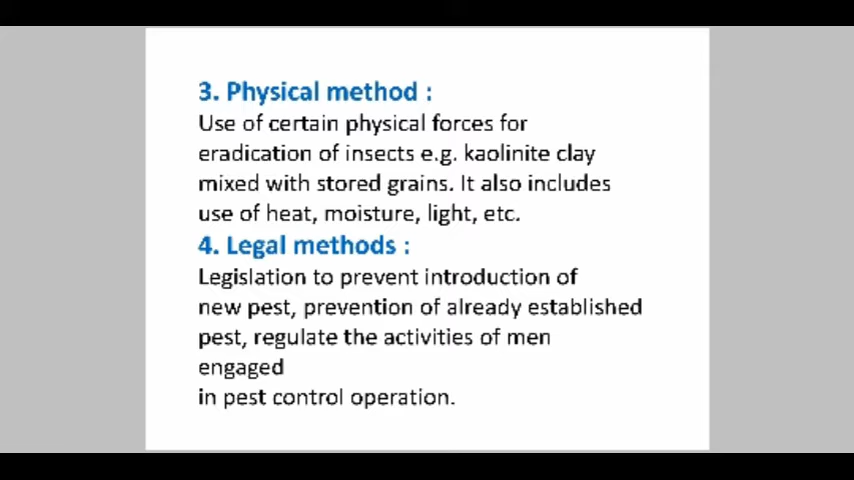 3. Physical method :
Use of certain physical forces for
eradication of insects e.g. kaolinite clay
mixed with stored grains. It also includes
use of heat, moisture, light, etc.
4. Legal methods :
Legislation to prevent introduction of
new pest, prevention of already established
pest, regulate the activities of men
engaged
in pest control operation.